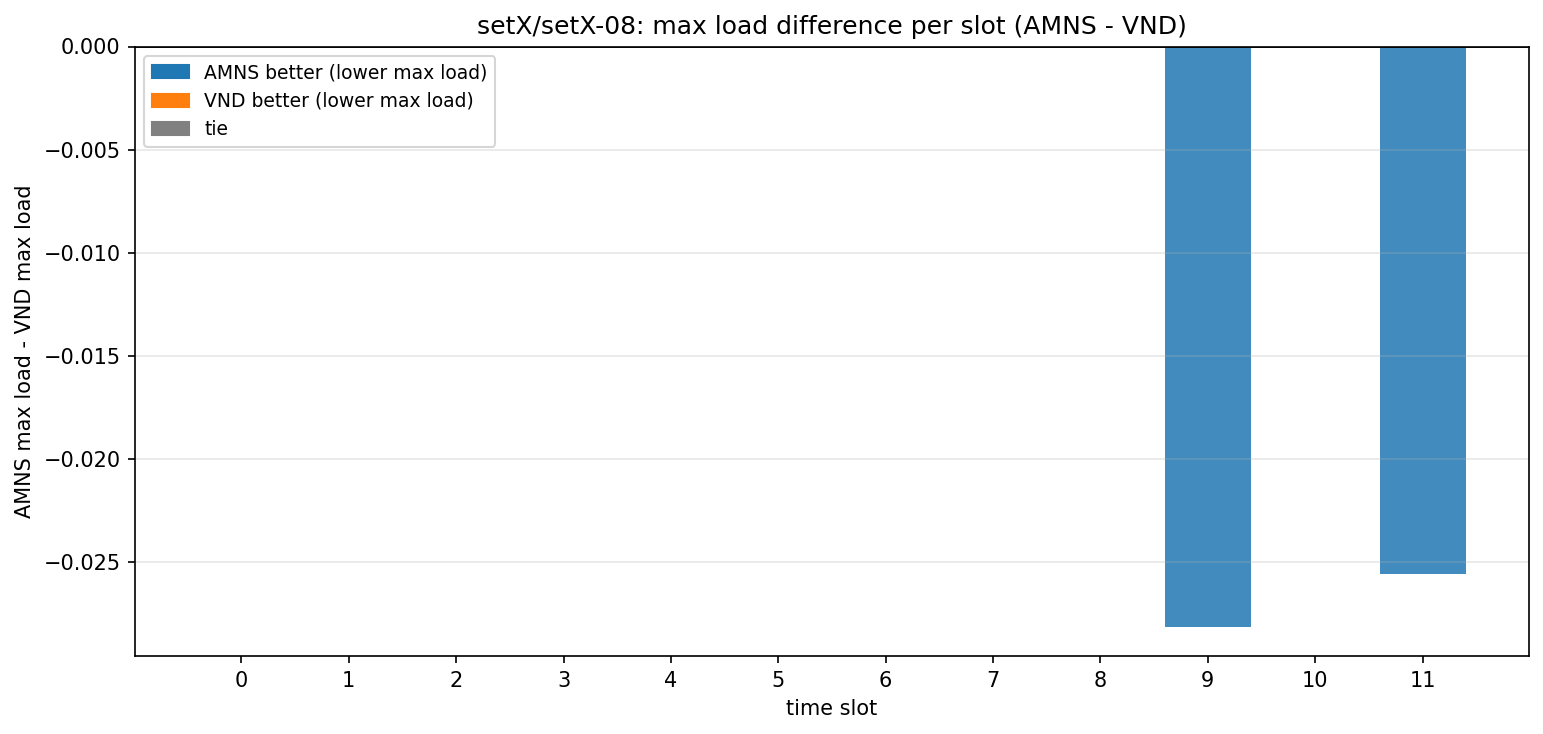 setX/setX-08: max load difference per slot (AMNS - VND)
AMNS better (lower max load)
VND better (lower max load)
tie
AMNS max load - VND max load
0.000
−0.005
−0.010
−0.015
−0.020
−0.025
0 1 2 3 4 5 6 7 8 9 10 11
time slot